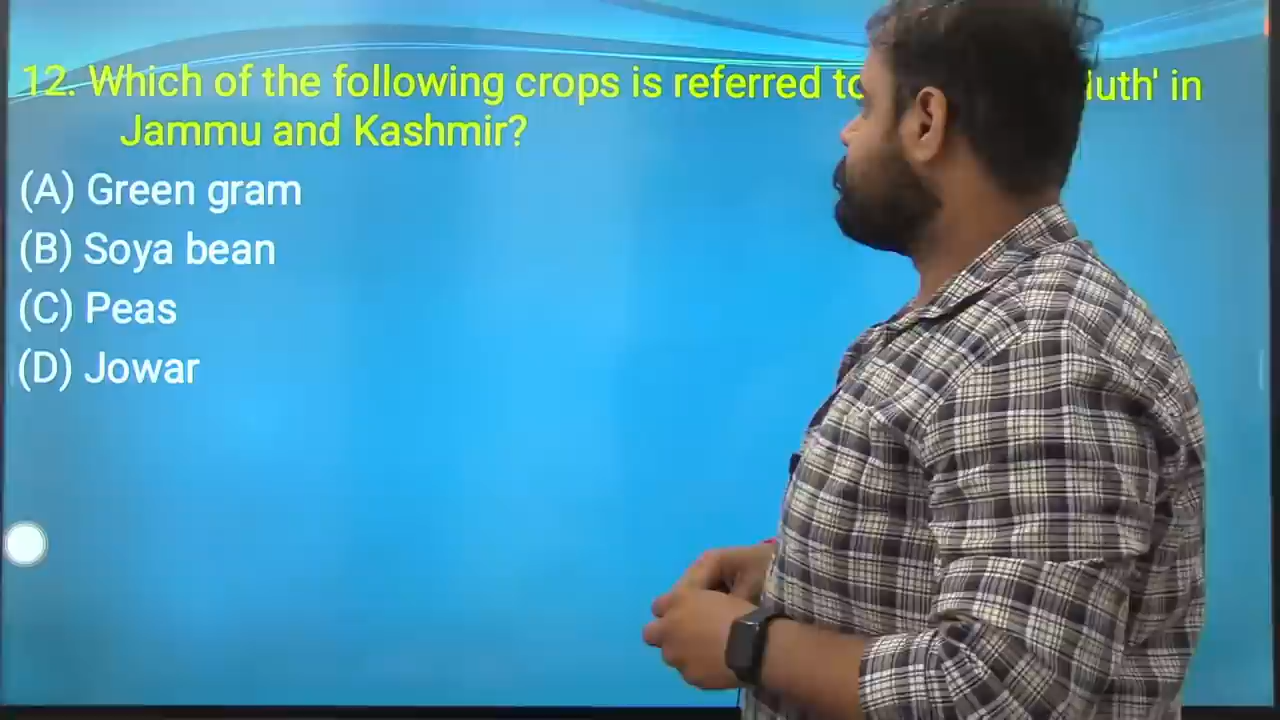 12. Which of the following crops is referred to in
Jammu and Kashmir?
(A) Green gram
(B) Soya bean
(C) Peas
(D) Jowar